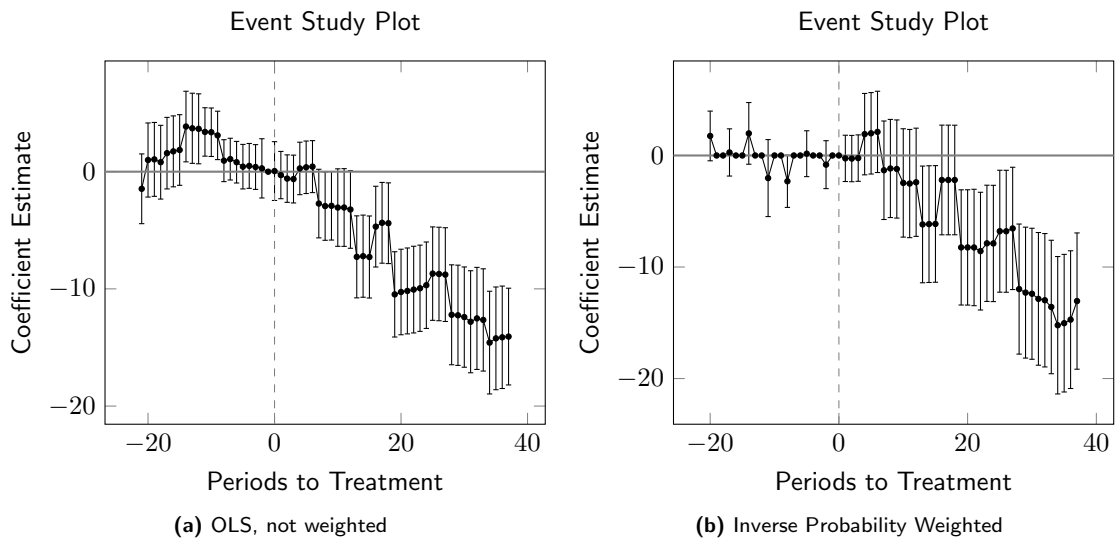 Event Study Plot
0
−10
−20
Coefficient Estimate
−20
0
20
40
Periods to Treatment
(a) OLS, not weighted
Event Study Plot
0
−10
−20
Coefficient Estimate
−20
0
20
40
Periods to Treatment
(b) Inverse Probability Weighted